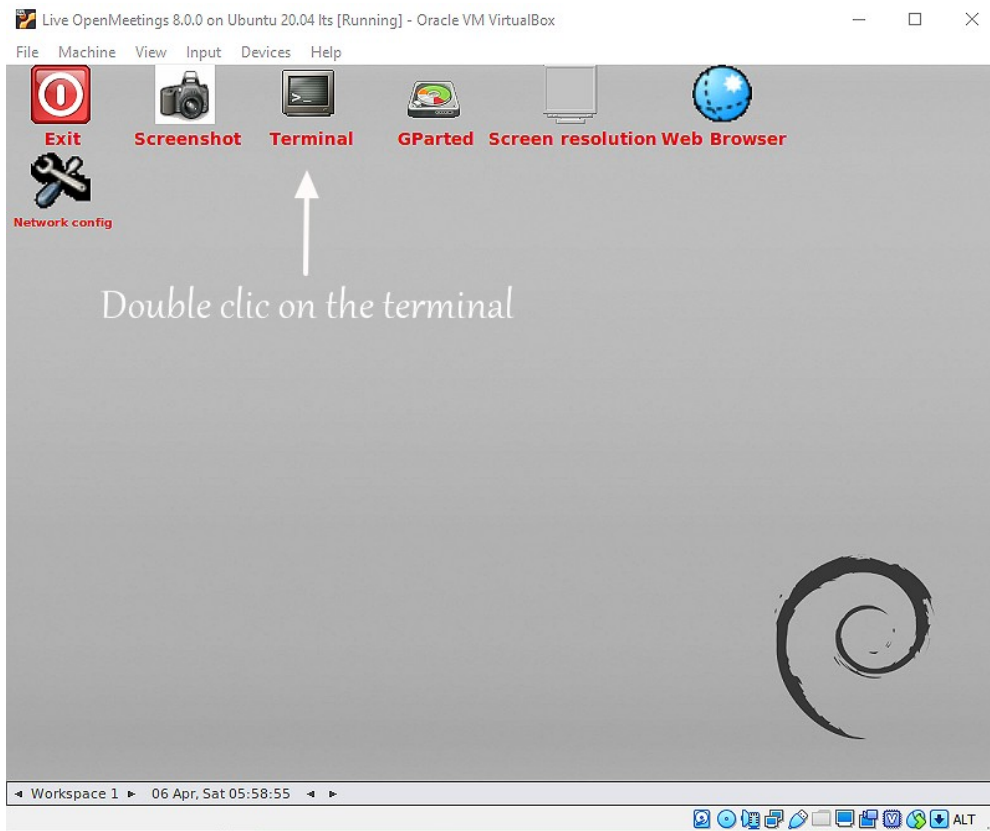 Live OpenMeetings 8.0.0 on Ubuntu 20.04 lts [Running] - Oracle VM VirtualBox
File Machine View Input Devices Help
>_
Exit Screenshot Terminal GParted Screen resolution Web Browser
Network config
Double clic on the terminal
Workspace 1 06 Apr, Sat 05:58:55
V ALT